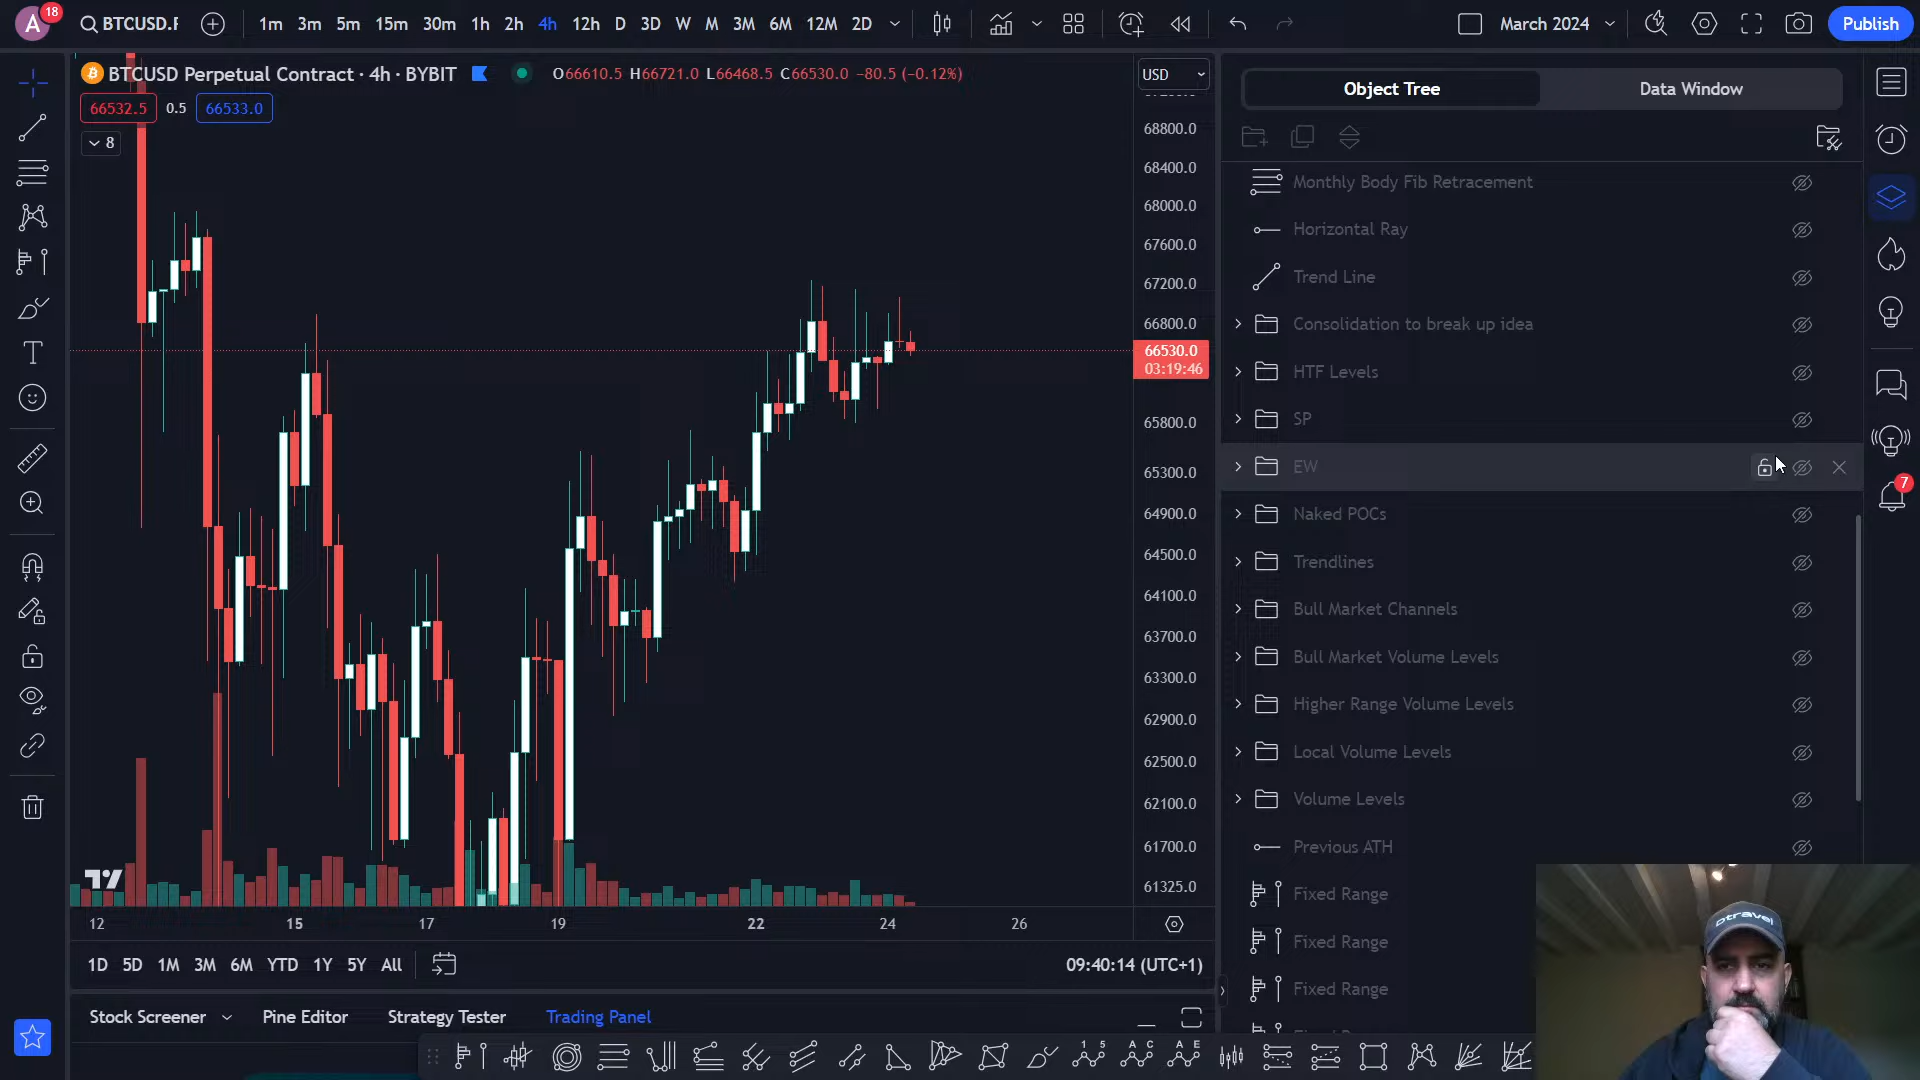 A 18 BTCUSD.F 1m 3m 5m 15m 30m 1h 2h 4h 12h D 3D W M 3M 6M 12M 2D March 2024 Publish
BTCUSD Perpetual Contract · 4h · BYBIT O66610.5 H66721.0 L66468.5 C66530.0 -80.5 (-0.12%)
USD
66532.5 0.5 66533.0
8
Object Tree Data Window
68800.0
68400.0
68000.0
67600.0
67200.0
66800.0
66530.0
03:19:46
65800.0
65300.0
64900.0
64500.0
64100.0
63700.0
63300.0
62900.0
62500.0
62100.0
61700.0
61325.0
Monthly Body Fib Retracement
Horizontal Ray
Trend Line
Consolidation to break up idea
HTF Levels
SP
EW
Naked POCs
Trendlines
Bull Market Channels
Bull Market Volume Levels
Higher Range Volume Levels
Local Volume Levels
Volume Levels
Previous ATH
Fixed Range
Fixed Range
Fixed Range
7
12 15 17 19 22 24 26
1D 5D 1M 3M 6M YTD 1Y 5Y All 09:40:14 (UTC+1)
Stock Screener Pine Editor Strategy Tester Trading Panel
1 5 A C A E